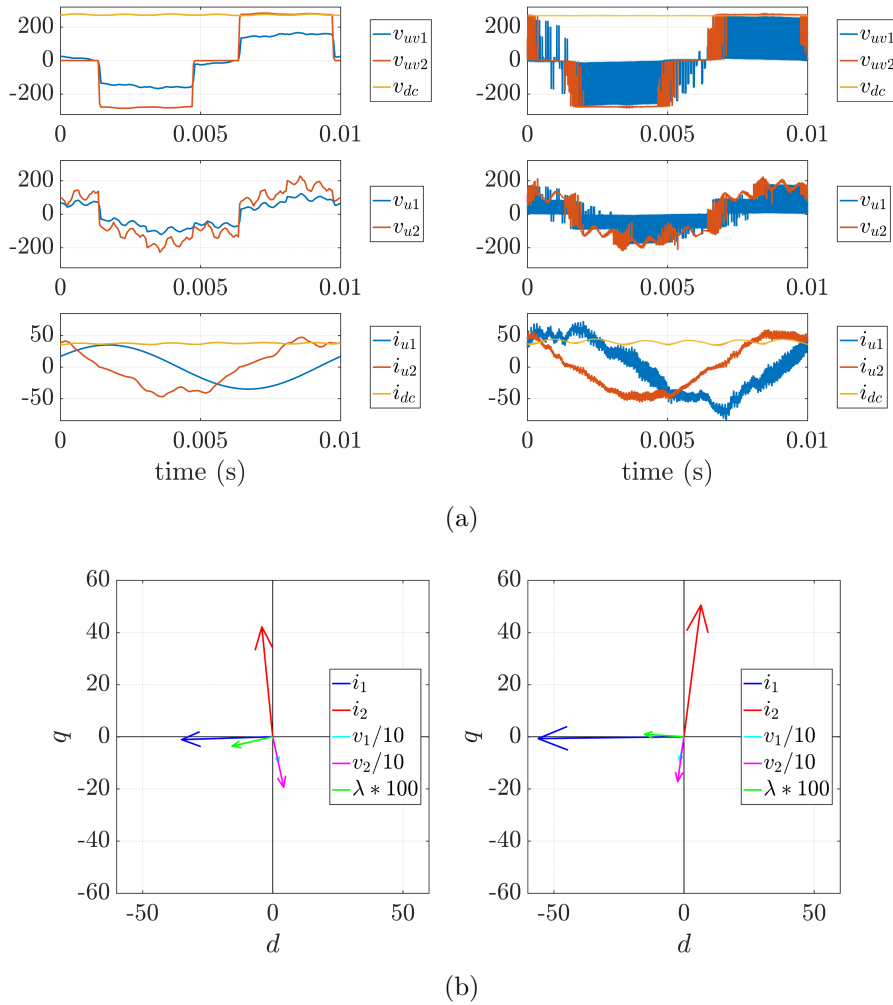 200
0
-200
0
0.005
0.01
v_{uv1}
v_{uv2}
v_{dc}
200
0
-200
0
0.005
0.01
v_{uv1}
v_{uv2}
v_{dc}
200
0
-200
0
0.005
0.01
v_{u1}
v_{u2}
200
0
-200
0
0.005
0.01
v_{u1}
v_{u2}
50
0
-50
0
0.005
0.01
time (s)
i_{u1}
i_{u2}
i_{dc}
50
0
-50
0
0.005
0.01
time (s)
i_{u1}
i_{u2}
i_{dc}
(a)
60
40
20
0
-20
-40
-60
q
-50
0
50
d
i_1
i_2
v_1/10
v_2/10
λ * 100
60
40
20
0
-20
-40
-60
q
-50
0
50
d
i_1
i_2
v_1/10
v_2/10
λ * 100
(b)